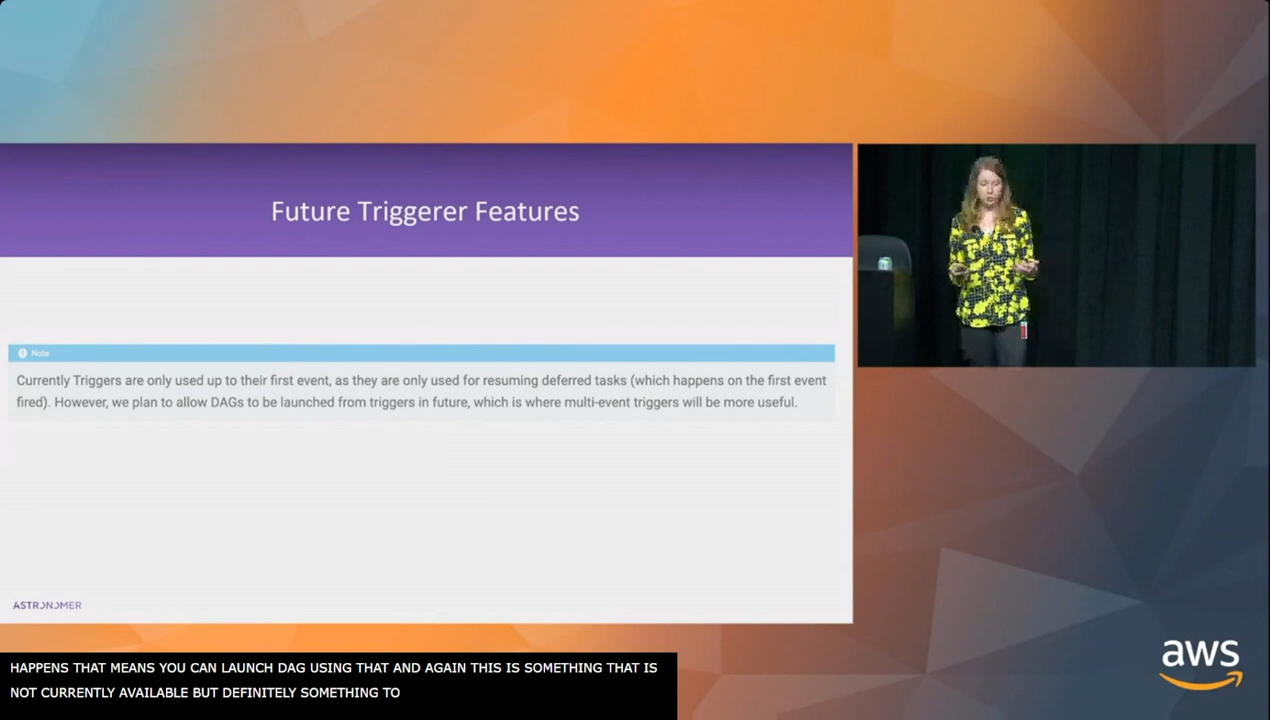 Future Triggerer Features
Note
Currently Triggers are only used up to their first event, as they are only used for resuming deferred tasks (which happens on the first event
fired). However, we plan to allow DAGs to be launched from triggers in future, which is where multi-event triggers will be more useful.
ASTRONOMER
HAPPENS THAT MEANS YOU CAN LAUNCH DAG USING THAT AND AGAIN THIS IS SOMETHING THAT IS
NOT CURRENTLY AVAILABLE BUT DEFINITELY SOMETHING TO
aws